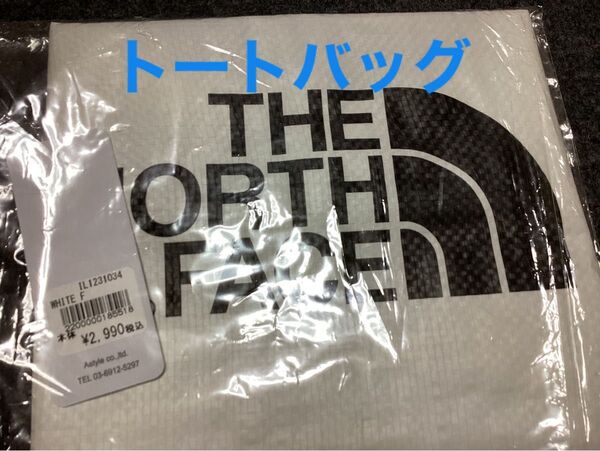 トートバッグ
THE
NORTH
FACE
IL1231034
WHITE F
2200000185518
本体 ¥2,990税込
Astyle co.,ltd.
TEL 03-6912-5297